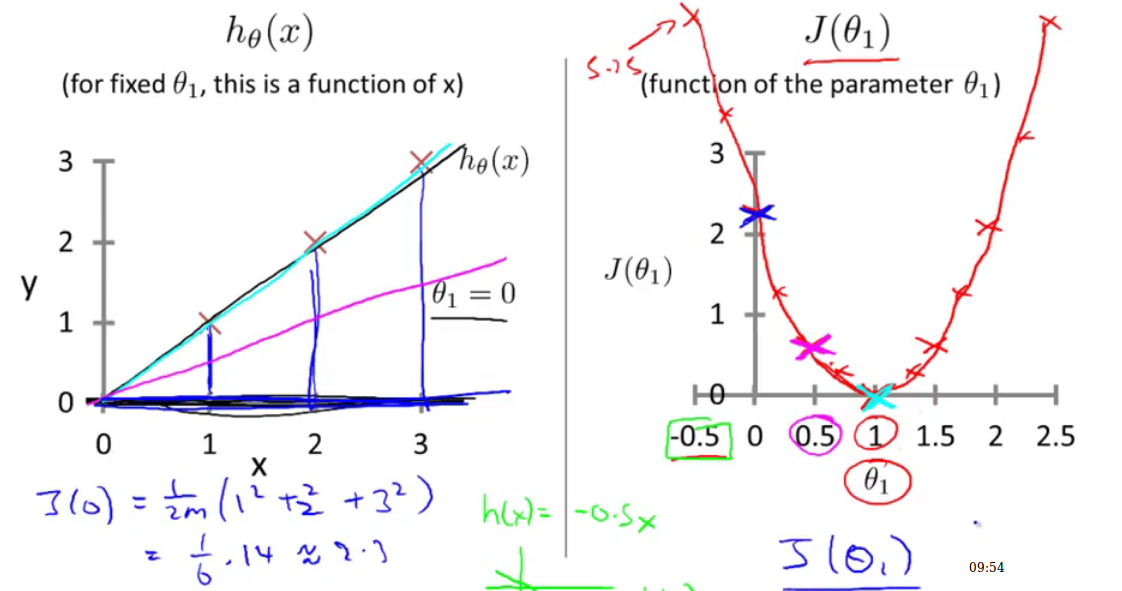 h_θ(x)
(for fixed θ₁, this is a function of x)
3
2
1
0
y
0 1 2 3
x
h_θ(x)
θ₁ = 0
J(0) = 1/2m (1² + 2² + 3²)
= 1/6 · 14 ≈ 2.3
h(x) = -0.5x
J(θ₁)
5.25
(function of the parameter θ₁)
3
2
1
0
J(θ₁)
-0.5 0 0.5 1 1.5 2 2.5
θ₁
J(θ₁)
09:54